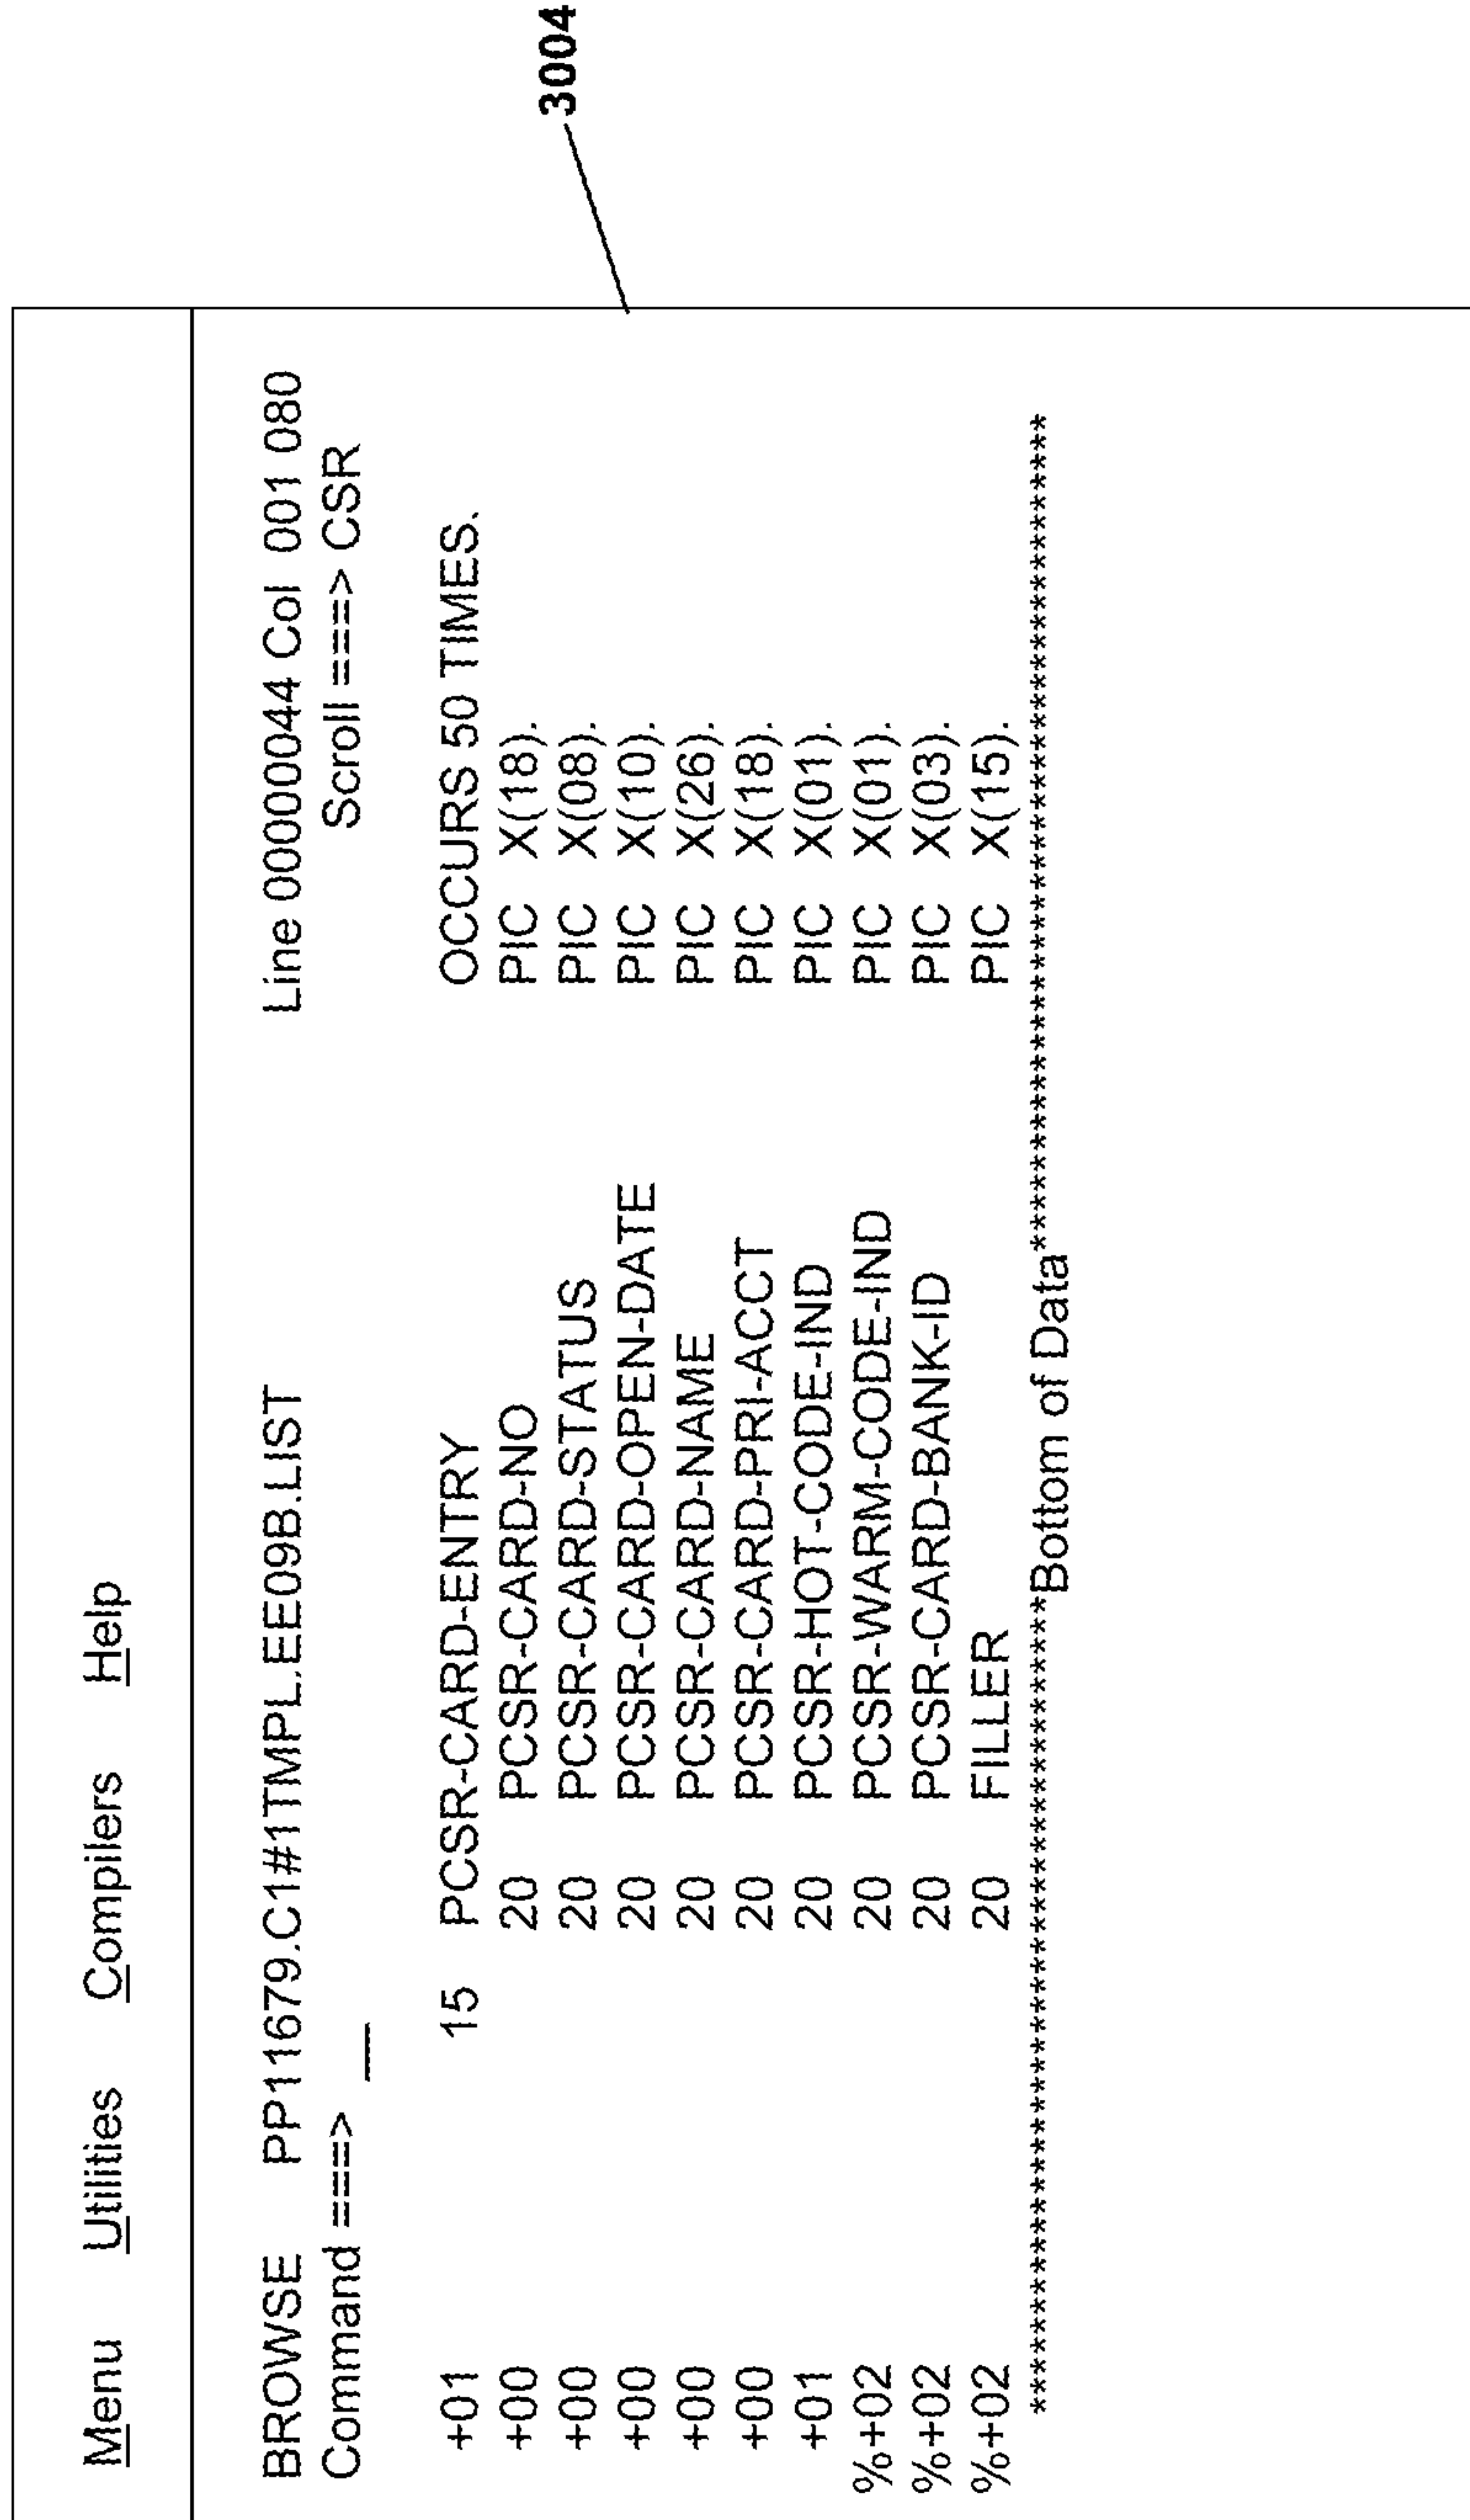 Menu Utilities Compilers Help
BROWSE PP11679.C1#1TMPL.EE09B.LIST Line 00000044 Col 001 080
Command ===> __ Scroll ===> CSR
+01 15 PCSR-CARD-ENTRY OCCURS 50 TIMES.
+00 20 PCSR-CARD-NO PIC X(18).
+00 20 PCSR-CARD-STATUS PIC X(08).
+00 20 PCSR-CARD-OPEN-DATE PIC X(10).
+00 20 PCSR-CARD-NAME PIC X(26).
+00 20 PCSR-CARD-PRI-ACCT PIC X(18).
+01 20 PCSR-HOT-CODE-IND PIC X(01).
%+02 20 PCSR-WARM-CODE-IND PIC X(01).
%+02 20 PCSR-CARD-BANK-ID PIC X(03).
%+02 20 FILLER PIC X(15).
************************************************************Bottom of Data************************************************************
3004